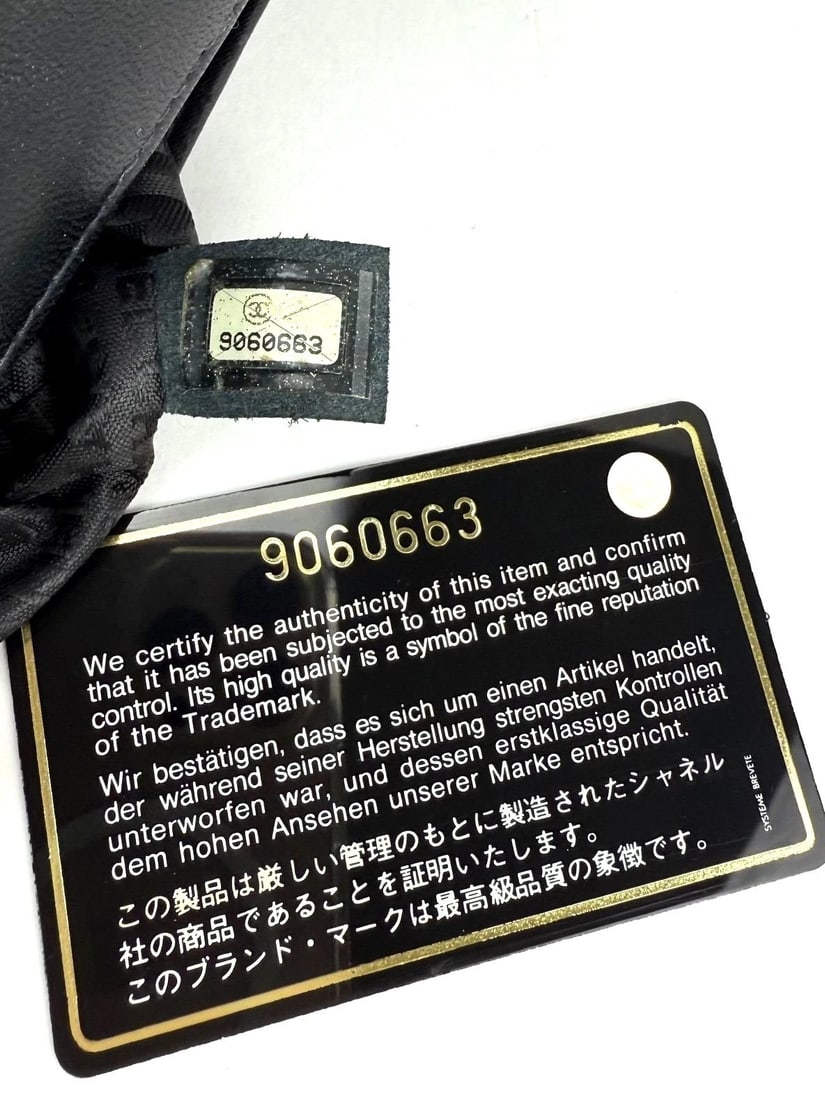 9060663
9060663
We certify the authenticity of this item and confirm
that it has been subjected to the most exacting quality
control. Its high quality is a symbol of the fine reputation
of the Trademark.
Wir bestätigen, dass es sich um einen Artikel handelt,
der während seiner Herstellung strengsten Kontrollen
unterworfen war, und dessen erstklassige Qualität
dem hohen Ansehen unserer Marke entspricht.
この製品は厳しい管理のもとに製造されたシャネル
社の商品であることを証明いたします。
このブランド・マークは最高級品質の象徴です。
SYSTEME BREVETE